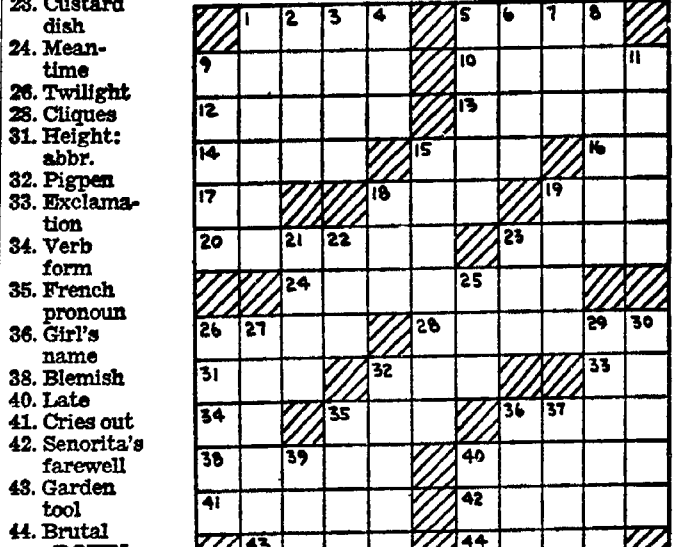 23. Custard
dish
24. Mean-
time
26. Twilight
28. Cliques
31. Height:
abbr.
32. Pigpen
33. Exclama-
tion
34. Verb
form
35. French
pronoun
36. Girl's
name
38. Blemish
40. Late
41. Cries out
42. Senorita's
farewell
43. Garden
tool
44. Brutal
1 2 3 4 5 6 7 8
9 10 11
12 13
14 15 16
17 18 19
20 21 22 23
24 25
26 27 28 29 30
31 32 33
34 35 36 37
38 39 40
41 42
43 44